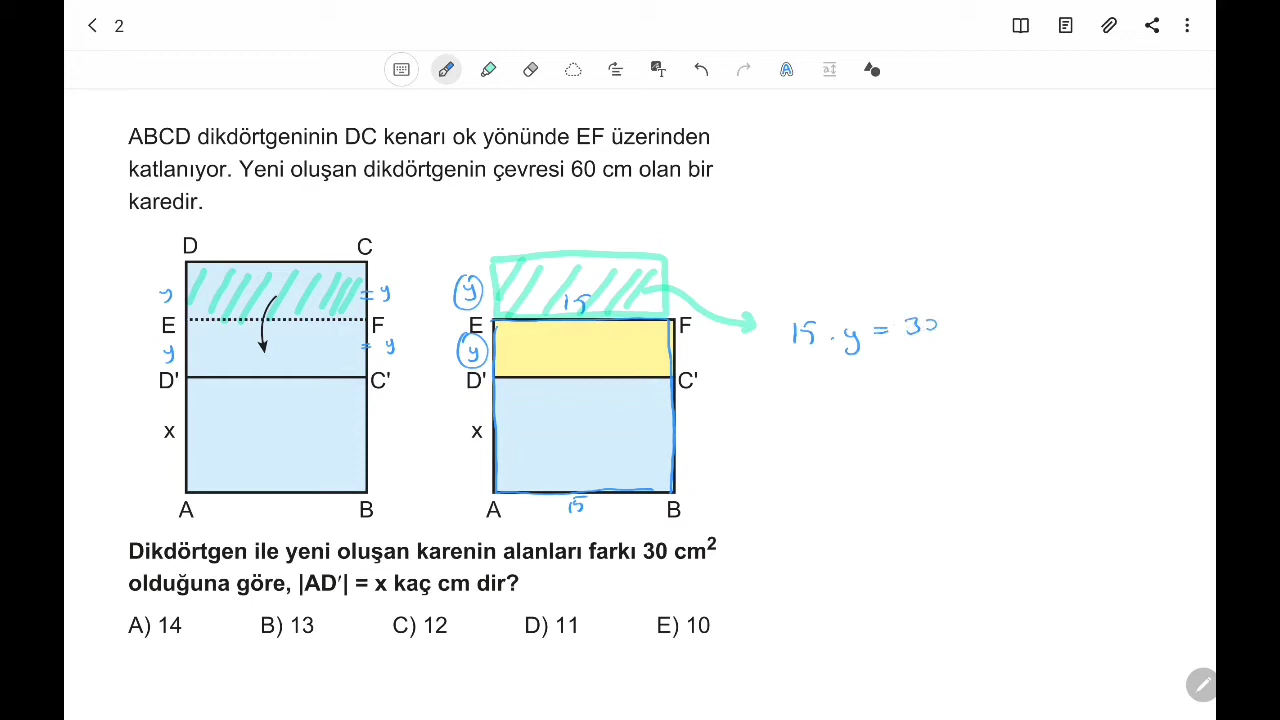 2
ABCD dikdörtgeninin DC kenarı ok yönünde EF üzerinden
katlanıyor. Yeni oluşan dikdörtgenin çevresi 60 cm olan bir
karedir.
D C
y = y
E F
y = y
D' C'
x
A B
y 15
E F
y
D' C'
x
15
A B
15 . y = 30
Dikdörtgen ile yeni oluşan karenin alanları farkı 30 cm²
olduğuna göre, |AD′| = x kaç cm dir?
A) 14 B) 13 C) 12 D) 11 E) 10